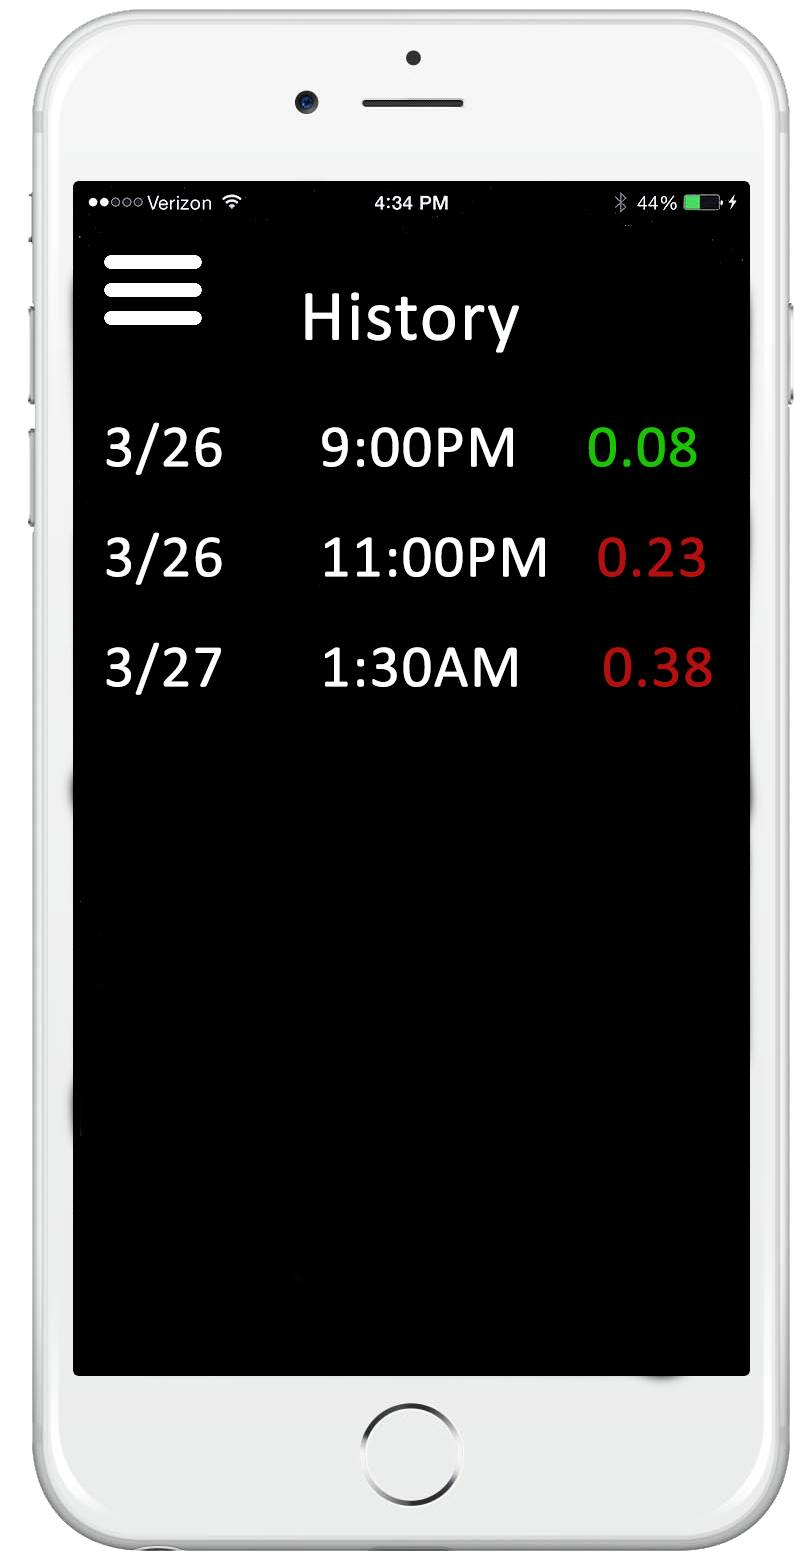 Verizon 4:34 PM 44%
History
3/26 9:00PM 0.08
3/26 11:00PM 0.23
3/27 1:30AM 0.38